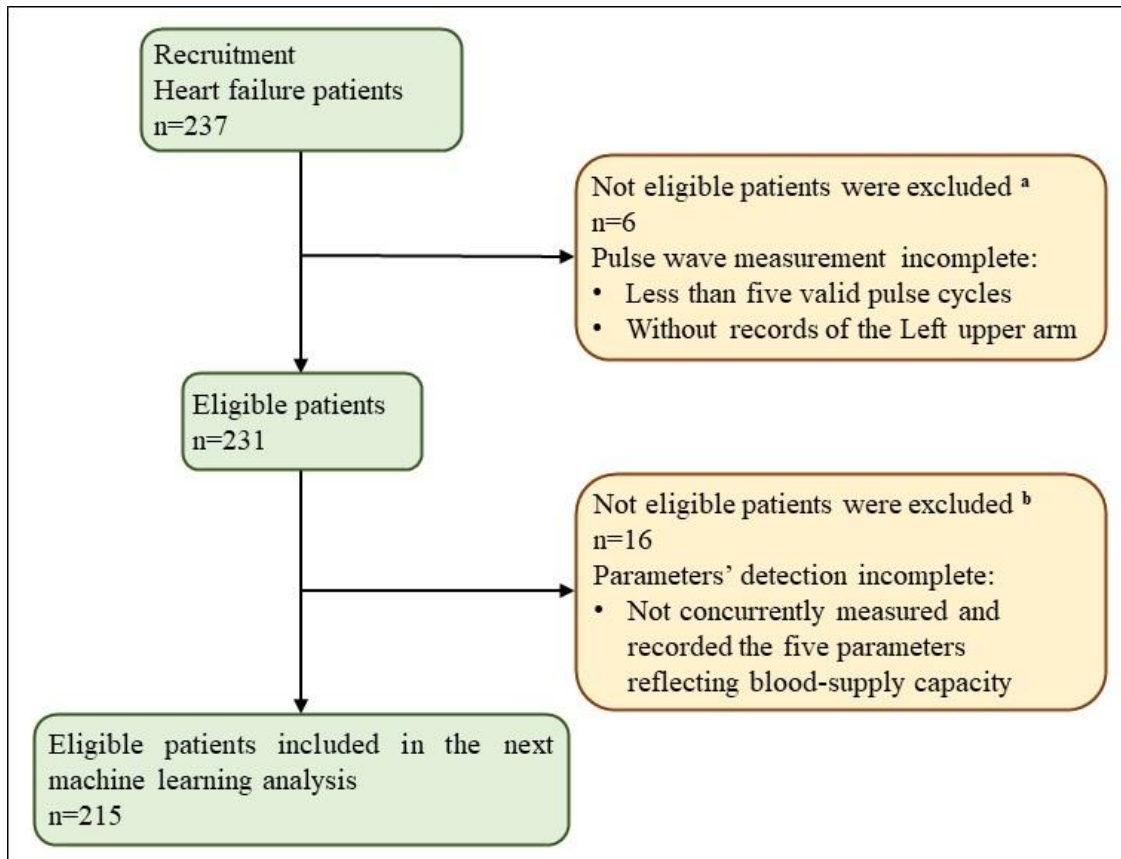 Recruitment
Heart failure patients
n=237
Not eligible patients were excluded a
n=6
Pulse wave measurement incomplete:
• Less than five valid pulse cycles
• Without records of the Left upper arm
Eligible patients
n=231
Not eligible patients were excluded b
n=16
Parameters’ detection incomplete:
• Not concurrently measured and
recorded the five parameters
reflecting blood-supply capacity
Eligible patients included in the next
machine learning analysis
n=215